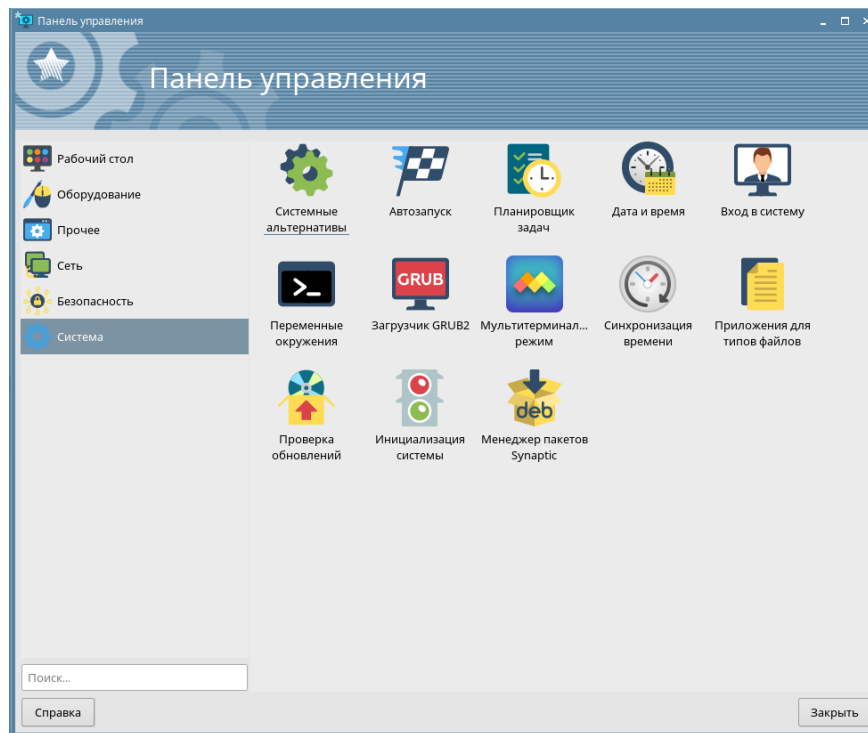 Панель управления
Панель управления
Рабочий стол
Оборудование
Прочее
Сеть
Безопасность
Система
Системные
альтернативы
Автозапуск
Планировщик
задач
Дата и время
Вход в систему
Переменные
окружения
GRUB
Загрузчик GRUB2
Мультитерминал...
режим
Синхронизация
времени
Приложения для
типов файлов
Проверка
обновлений
Инициализация
системы
deb
Менеджер пакетов
Synaptic
Поиск...
Справка
Закрыть